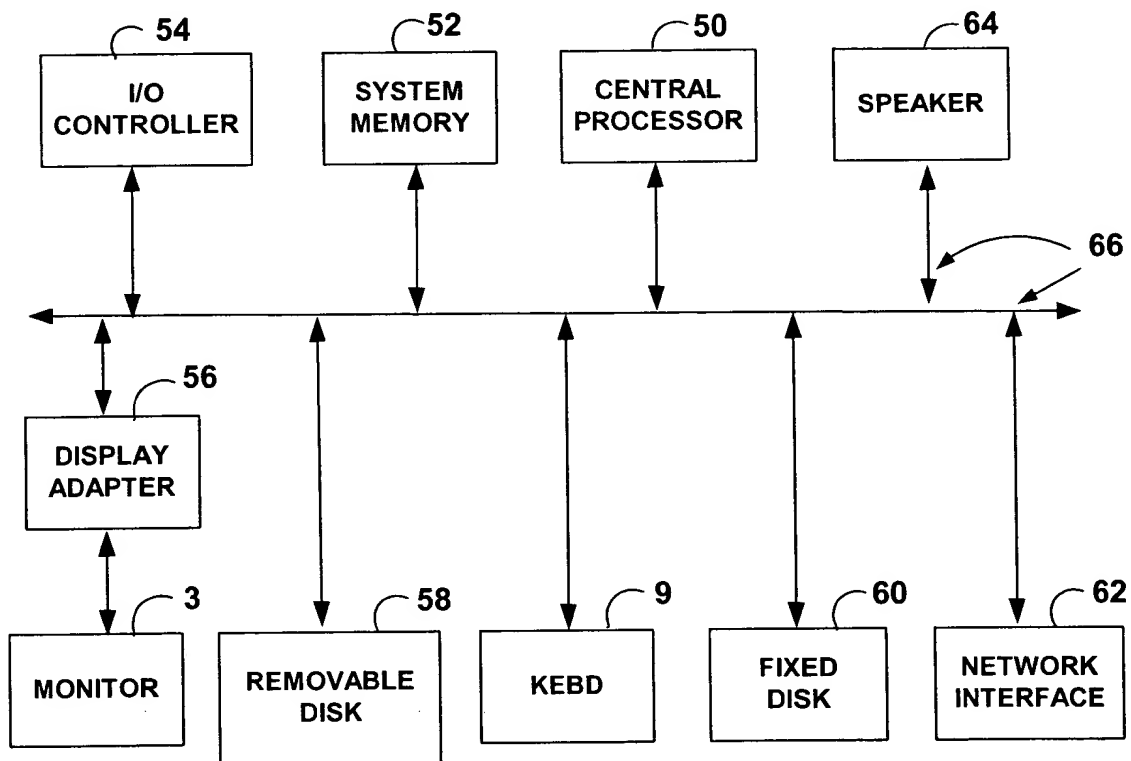 54
52
50
64
I/O
CONTROLLER
SYSTEM
MEMORY
CENTRAL
PROCESSOR
SPEAKER
66
56
DISPLAY
ADAPTER
3
58
9
60
62
MONITOR
REMOVABLE
DISK
KEBD
FIXED
DISK
NETWORK
INTERFACE